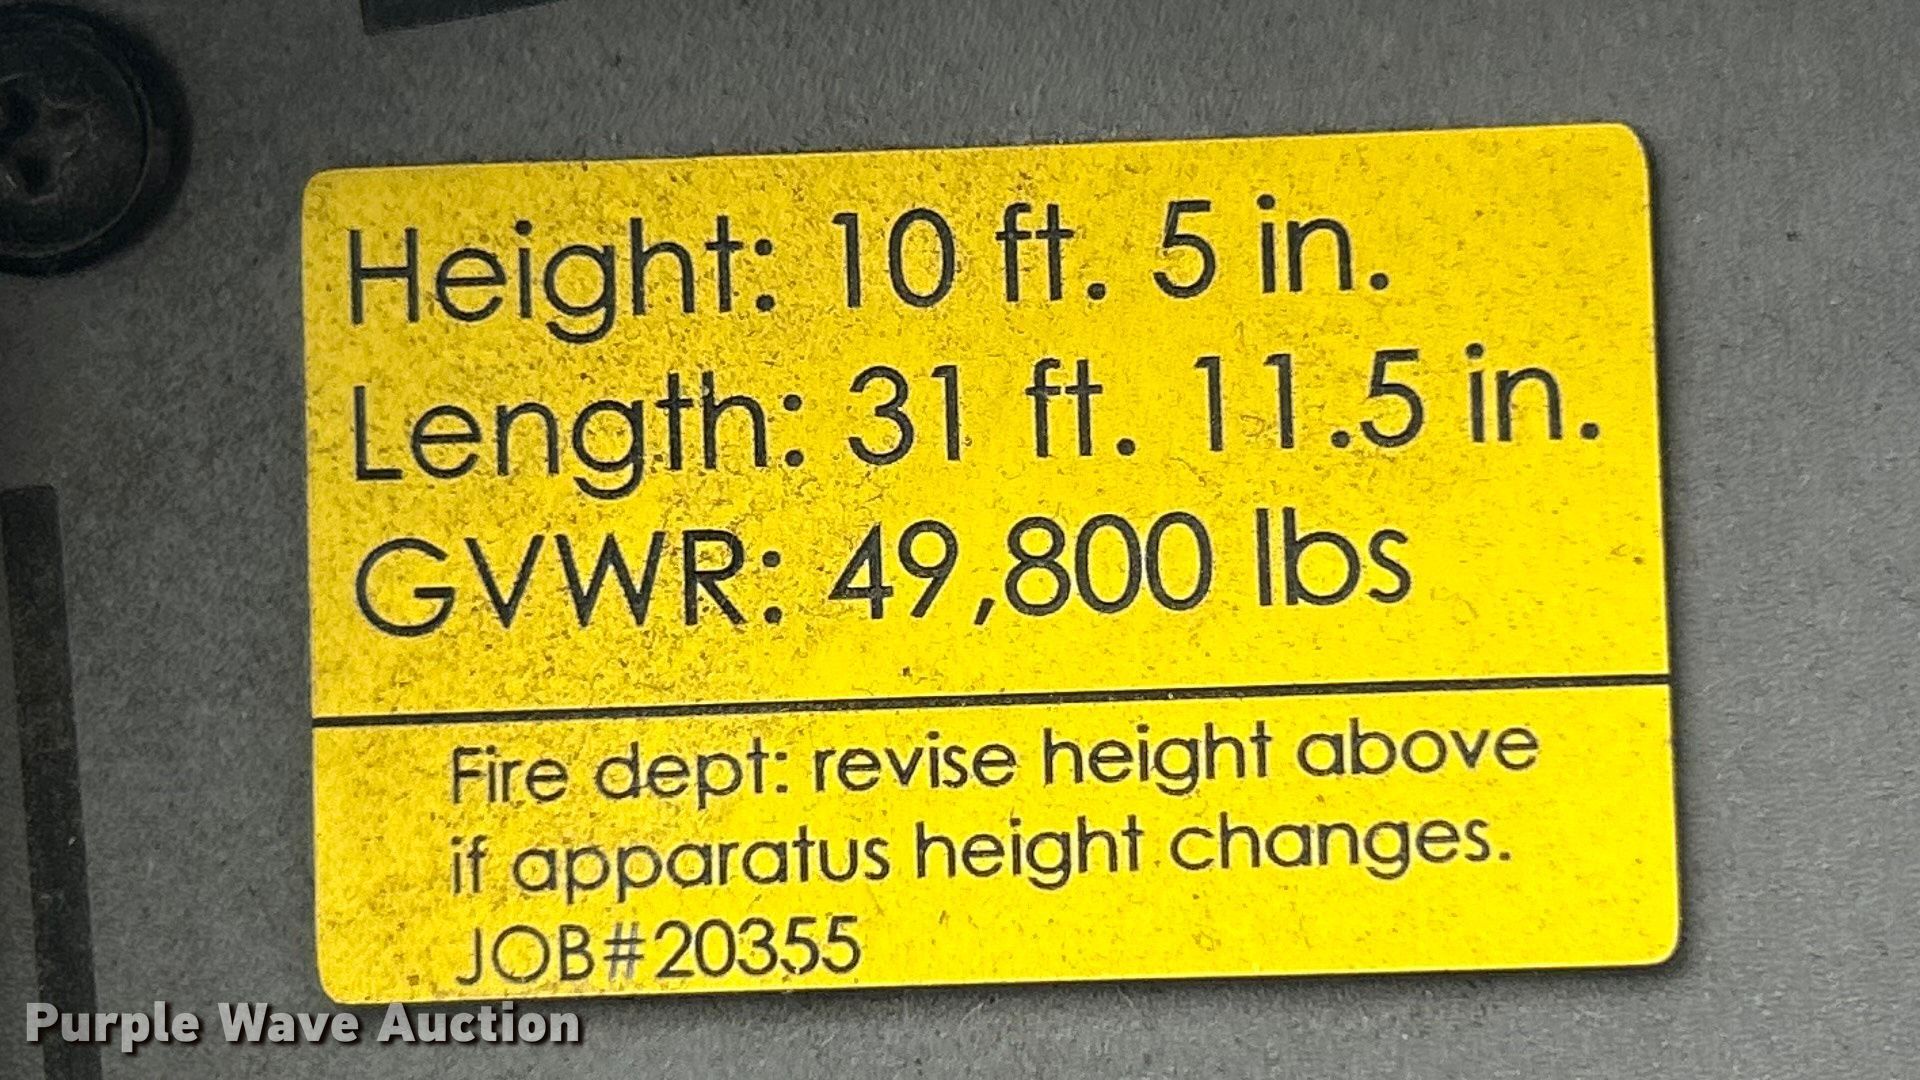 Height: 10 ft. 5 in.
Length: 31 ft. 11.5 in.
GVWR: 49,800 lbs
Fire dept: revise height above
if apparatus height changes.
JOB#20355
Purple Wave Auction